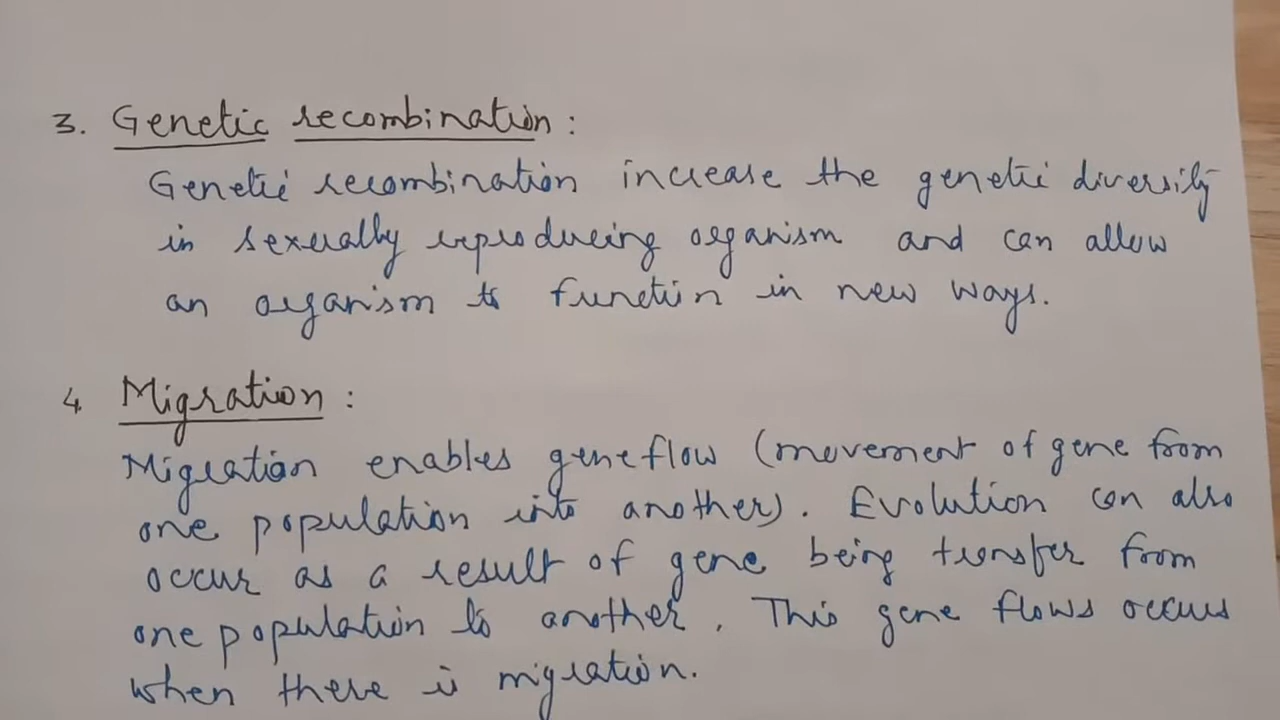 3. Genetic recombination :
Genetic recombination increase the genetic diversity
in sexually reproducing organism and can allow
an organism to function in new ways.
4. Migration :
Migration enables geneflow (movement of gene from
one population into another). Evolution can also
occur as a result of gene being transfer from
one population to another. This gene flows occurs
when there is migration.